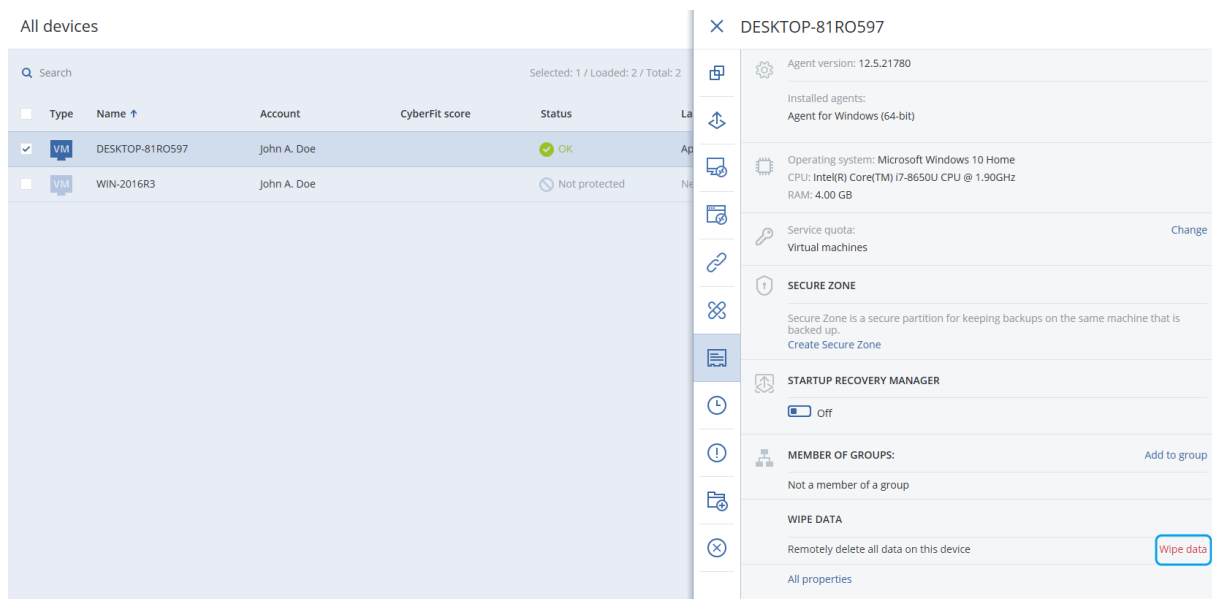 All devices
Search
Selected: 1 / Loaded: 2 / Total: 2
Type Name ↑ Account CyberFit score Status La
VM DESKTOP-81RO597 John A. Doe OK Ap
VM WIN-2016R3 John A. Doe Not protected Ne
DESKTOP-81RO597
Agent version: 12.5.21780
Installed agents:
Agent for Windows (64-bit)
Operating system: Microsoft Windows 10 Home
CPU: Intel(R) Core(TM) i7-8650U CPU @ 1.90GHz
RAM: 4.00 GB
Service quota: Change
Virtual machines
SECURE ZONE
Secure Zone is a secure partition for keeping backups on the same machine that is
backed up.
Create Secure Zone
STARTUP RECOVERY MANAGER
Off
MEMBER OF GROUPS: Add to group
Not a member of a group
WIPE DATA
Remotely delete all data on this device Wipe data
All properties